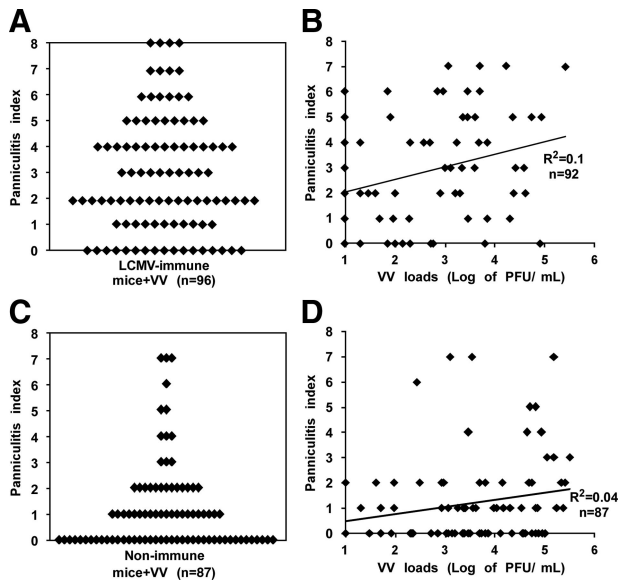 A
Panniculitis index
8
7
6
5
4
3
2
1
0
LCMV-immune
mice+VV (n=96)
B
Panniculitis index
8
7
6
5
4
3
2
1
0
R²=0.1
n=92
1 2 3 4 5 6
VV loads (Log of PFU/ mL)
C
Panniculitis index
8
7
6
5
4
3
2
1
0
Non-immune
mice+VV (n=87)
D
Panniculitis index
8
7
6
5
4
3
2
1
0
R²=0.04
n=87
1 2 3 4 5 6
VV loads (Log of PFU/ mL)